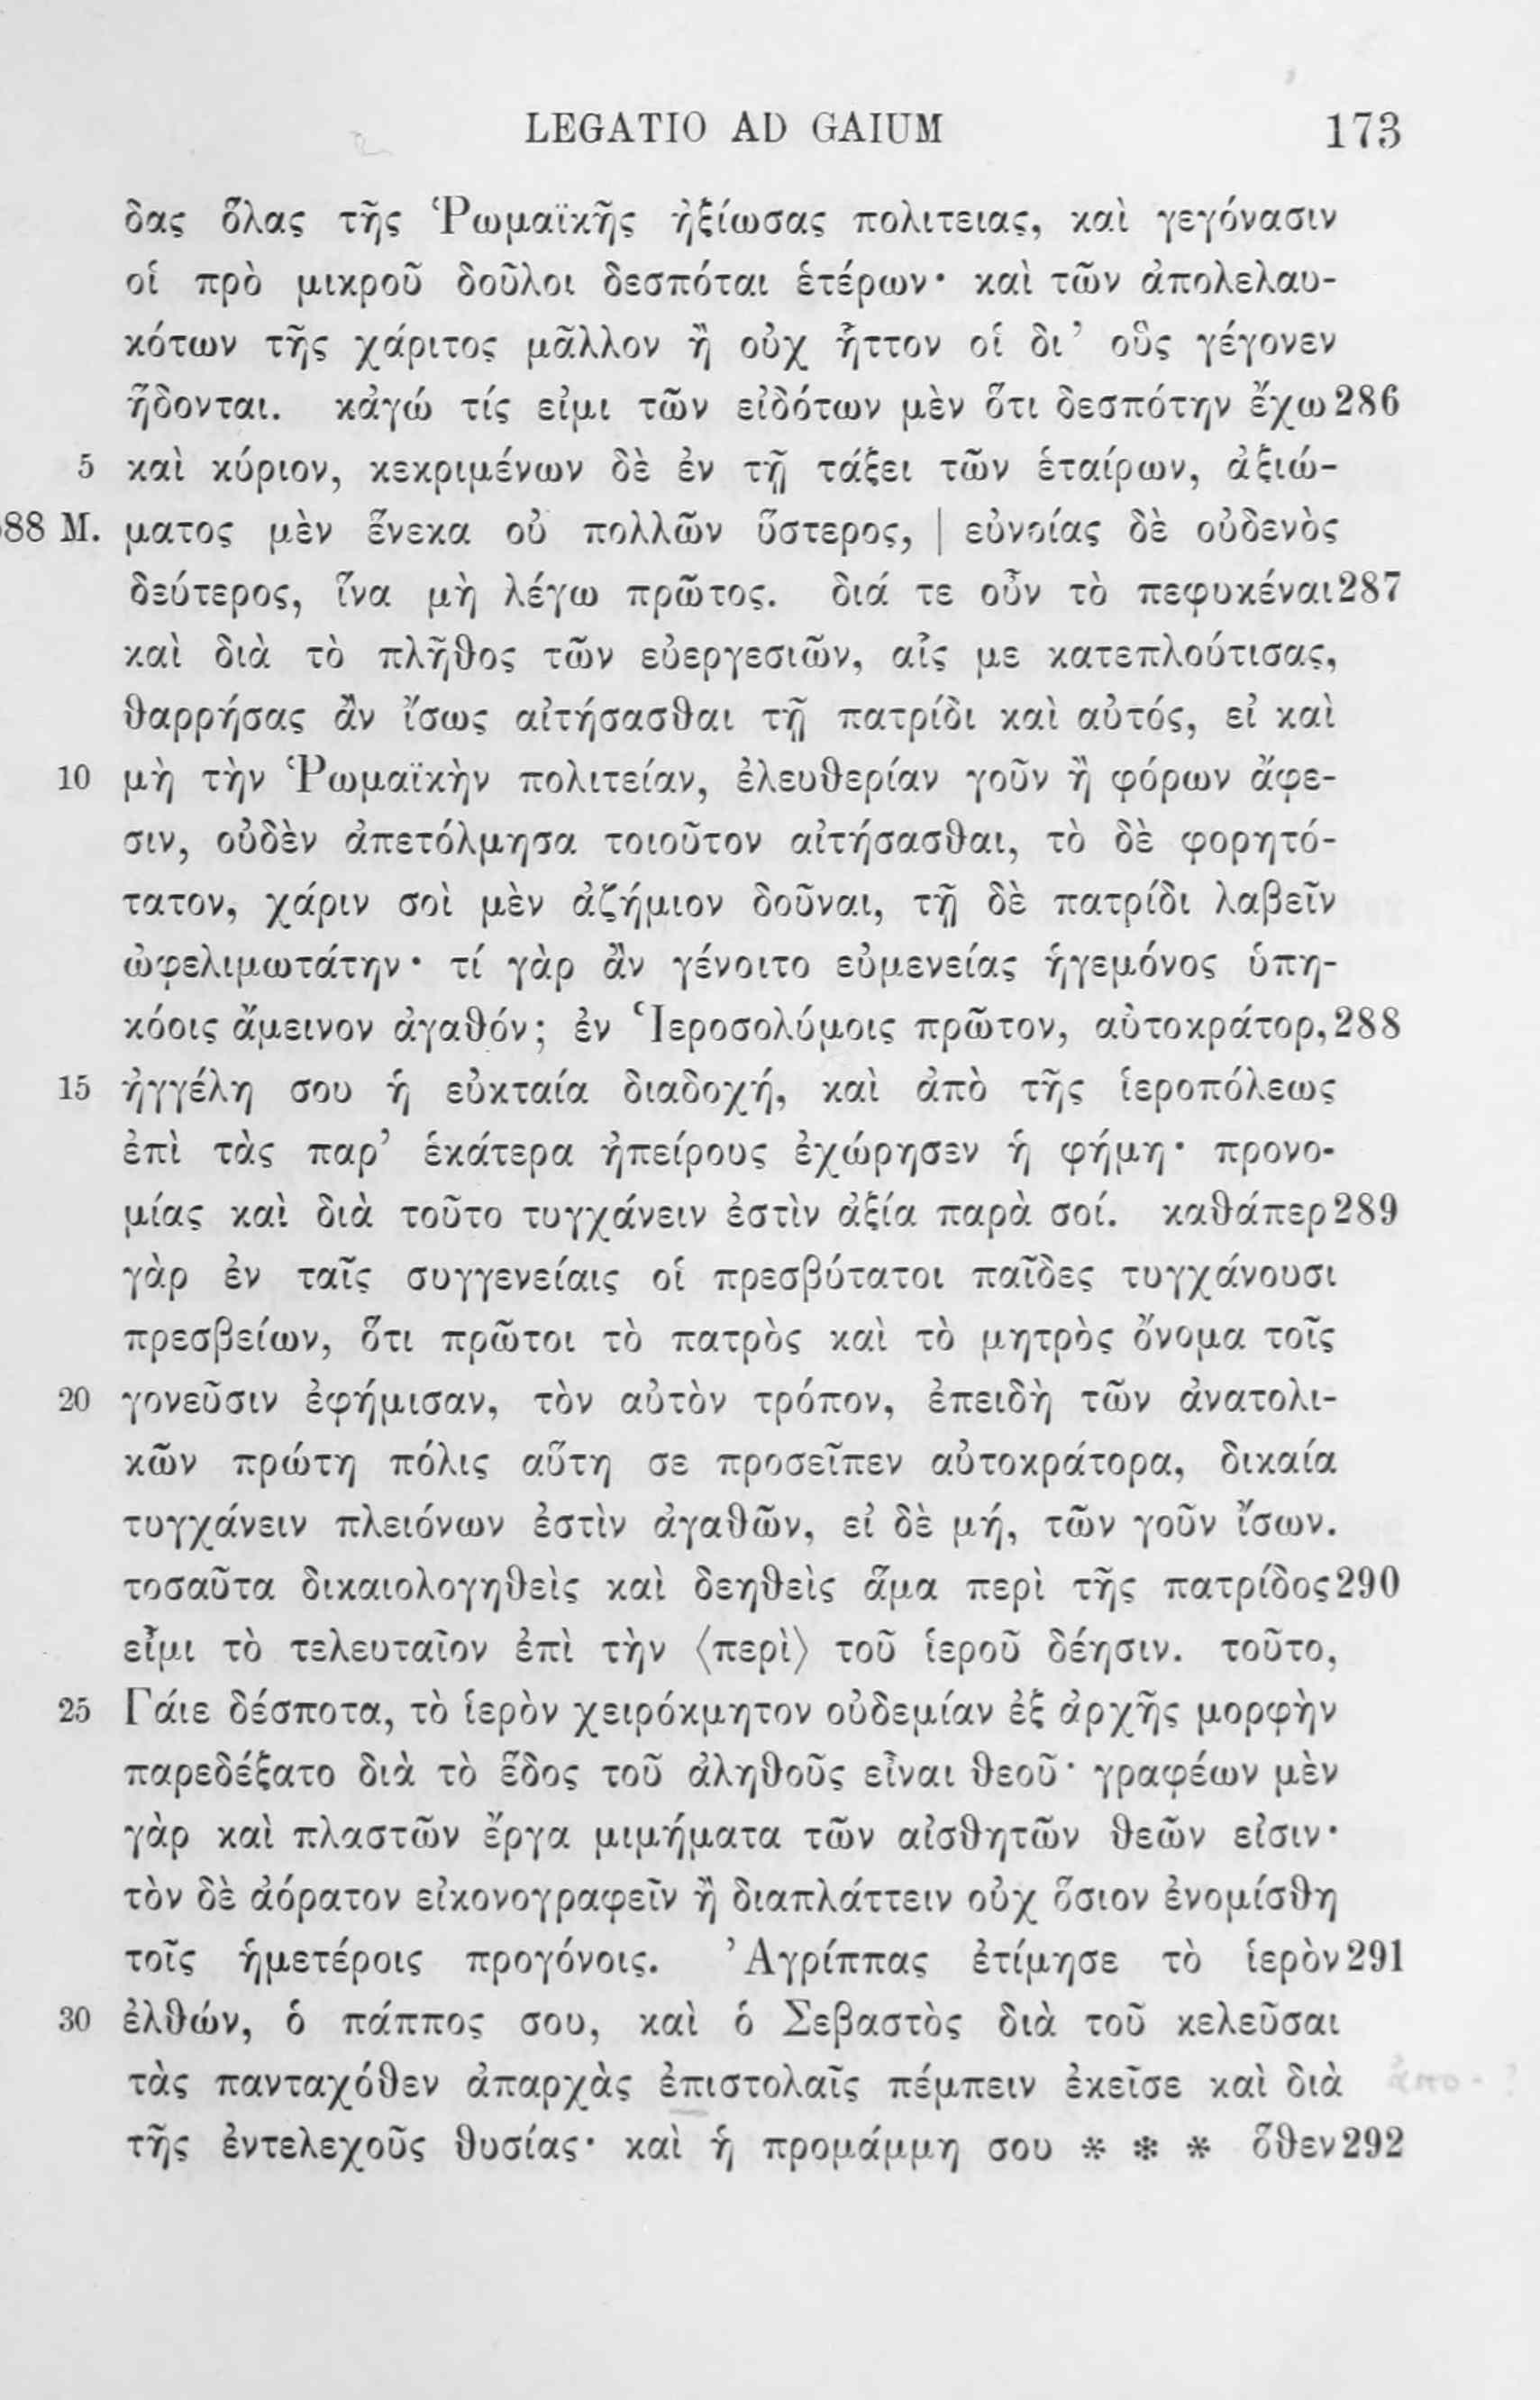 LEGATIO AD GAIUM 173
δας ὅλας τῆς Ῥωμαϊκῆς ἠξίωσας πολιτειας, καὶ γεγόνασιν
οἱ πρὸ μικροῦ δοῦλοι δεσπόται ἑτέρων· καὶ τῶν ἀπολελαυ-
κότων τῆς χάριτος μᾶλλον ἢ οὐχ ἧττον οἱ δι’ οὓς γέγονεν
ἥδονται. κἀγώ τίς εἰμι τῶν εἰδότων μὲν ὅτι δεσπότην ἔχω 286
5 καὶ κύριον, κεκριμένων δὲ ἐν τῇ τάξει τῶν ἑταίρων, ἀξιώ-
88 M. ματος μὲν ἕνεκα οὐ πολλῶν ὕστερος, | εὐνοίας δὲ οὐδενὸς
δεύτερος, ἵνα μὴ λέγω πρῶτος. διά τε οὖν τὸ πεφυκέναι 287
καὶ διὰ τὸ πλῆθος τῶν εὐεργεσιῶν, αἷς με κατεπλούτισας,
θαρρήσας ἂν ἴσως αἰτήσασθαι τῇ πατρίδι καὶ αὐτός, εἰ καὶ
10 μὴ τὴν Ῥωμαϊκὴν πολιτείαν, ἐλευθερίαν γοῦν ἢ φόρων ἄφε-
σιν, οὐδὲν ἀπετόλμησα τοιοῦτον αἰτήσασθαι, τὸ δὲ φορητό-
τατον, χάριν σοὶ μὲν ἀζήμιον δοῦναι, τῇ δὲ πατρίδι λαβεῖν
ὠφελιμωτάτην· τί γὰρ ἂν γένοιτο εὐμενείας ἡγεμόνος ὑπη-
κόοις ἄμεινον ἀγαθόν; ἐν Ἱεροσολύμοις πρῶτον, αὐτοκράτορ, 288
15 ἠγγέλη σου ἡ εὐκταία διαδοχή, καὶ ἀπὸ τῆς ἱεροπόλεως
ἐπὶ τὰς παρ’ ἑκάτερα ἠπείρους ἐχώρησεν ἡ φήμη· προνο-
μίας καὶ διὰ τοῦτο τυγχάνειν ἐστὶν ἀξία παρὰ σοί. καθάπερ 289
γὰρ ἐν ταῖς συγγενείαις οἱ πρεσβύτατοι παῖδες τυγχάνουσι
πρεσβείων, ὅτι πρῶτοι τὸ πατρὸς καὶ τὸ μητρὸς ὄνομα τοῖς
20 γονεῦσιν ἐφήμισαν, τὸν αὐτὸν τρόπον, ἐπειδὴ τῶν ἀνατολι-
κῶν πρώτη πόλις αὕτη σε προσεῖπεν αὐτοκράτορα, δικαία
τυγχάνειν πλειόνων ἐστὶν ἀγαθῶν, εἰ δὲ μή, τῶν γοῦν ἴσων.
τοσαῦτα δικαιολογηθεὶς καὶ δεηθεὶς ἅμα περὶ τῆς πατρίδος 290
εἶμι τὸ τελευταῖον ἐπὶ τὴν ⟨περὶ⟩ τοῦ ἱεροῦ δέησιν. τοῦτο,
25 Γάιε δέσποτα, τὸ ἱερὸν χειρόκμητον οὐδεμίαν ἐξ ἀρχῆς μορφὴν
παρεδέξατο διὰ τὸ ἕδος τοῦ ἀληθοῦς εἶναι θεοῦ· γραφέων μὲν
γὰρ καὶ πλαστῶν ἔργα μιμήματα τῶν αἰσθητῶν θεῶν εἰσιν·
τὸν δὲ ἀόρατον εἰκονογραφεῖν ἢ διαπλάττειν οὐχ ὅσιον ἐνομίσθη
τοῖς ἡμετέροις προγόνοις. Ἀγρίππας ἐτίμησε τὸ ἱερὸν 291
30 ἐλθών, ὁ πάππος σου, καὶ ὁ Σεβαστὸς διὰ τοῦ κελεῦσαι
τὰς πανταχόθεν ἀπαρχὰς ἐπιστολαῖς πέμπειν ἐκεῖσε καὶ διὰ ἀπο-?
τῆς ἐντελεχοῦς θυσίας· καὶ ἡ προμάμμη σου * * * ὅθεν 292